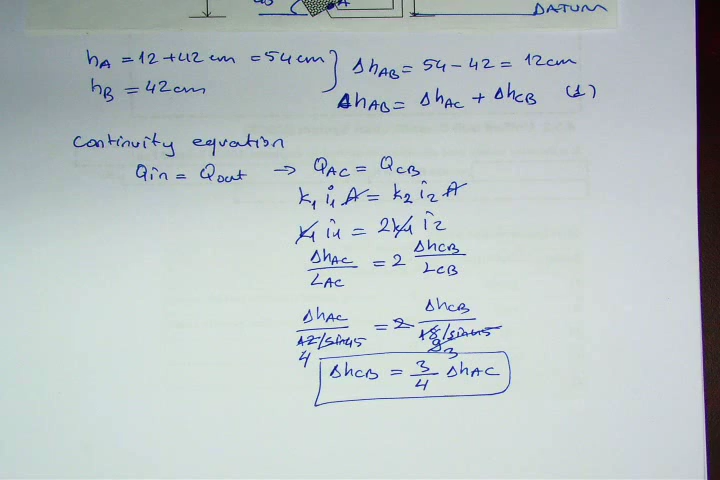 DATUM
hA = 12 + 42 cm = 54 cm } ΔhAB = 54 - 42 = 12 cm
hB = 42 cm
ΔhAB = ΔhAC + ΔhCB (1)
Continuity equation
Qin = Qout → QAC = QCB
k1 i1 A = k2 i2 A
k1 i1 = 2k1 i2
ΔhAC / LAC = 2 ΔhCB / LCB
ΔhAC / 12/sin45 = 2 ΔhCB / 18/sin45
4 9 3
ΔhCB = 3/4 ΔhAC